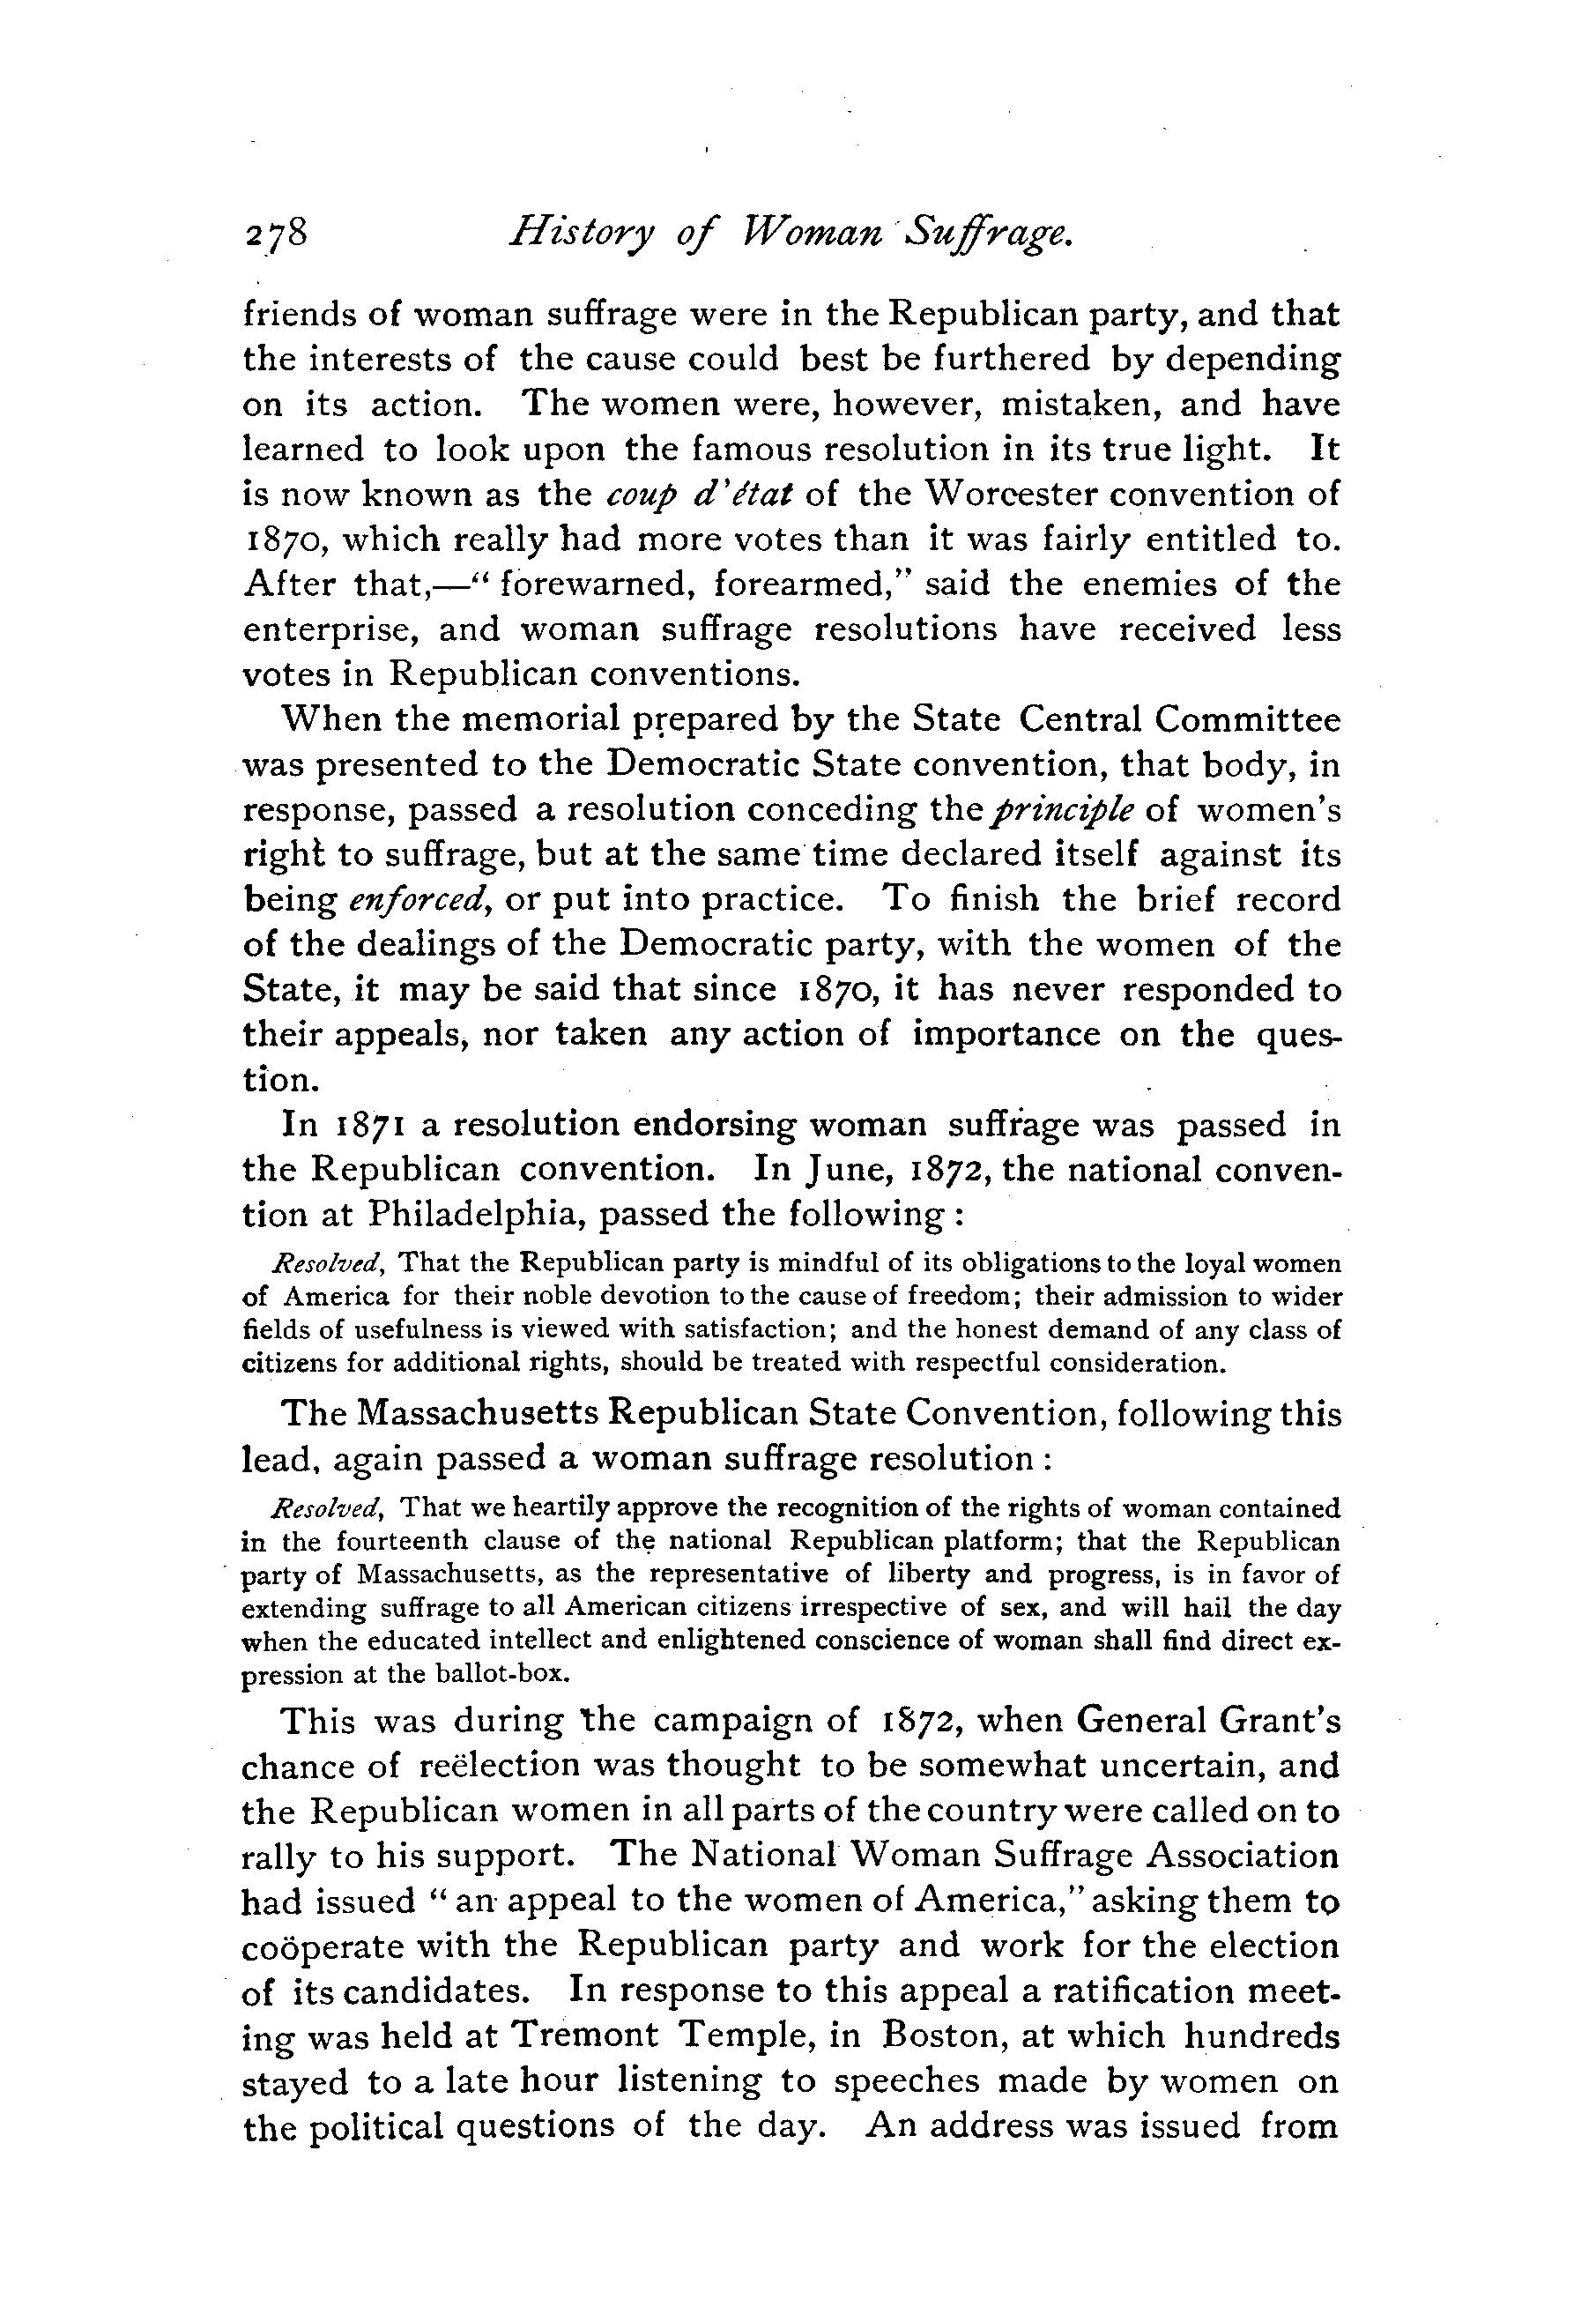 278 History of Woman Suffrage.
friends of woman suffrage were in the Republican party, and that
the interests of the cause could best be furthered by depending
on its action. The women were, however, mistaken, and have
learned to look upon the famous resolution in its true light. It
is now known as the coup d'état of the Worcester convention of
1870, which really had more votes than it was fairly entitled to.
After that,—" forewarned, forearmed," said the enemies of the
enterprise, and woman suffrage resolutions have received less
votes in Republican conventions.
When the memorial prepared by the State Central Committee
was presented to the Democratic State convention, that body, in
response, passed a resolution conceding the principle of women's
right to suffrage, but at the same time declared itself against its
being enforced, or put into practice. To finish the brief record
of the dealings of the Democratic party, with the women of the
State, it may be said that since 1870, it has never responded to
their appeals, nor taken any action of importance on the ques-
tion.
In 1871 a resolution endorsing woman suffrage was passed in
the Republican convention. In June, 1872, the national conven-
tion at Philadelphia, passed the following :
Resolved, That the Republican party is mindful of its obligations to the loyal women
of America for their noble devotion to the cause of freedom; their admission to wider
fields of usefulness is viewed with satisfaction; and the honest demand of any class of
citizens for additional rights, should be treated with respectful consideration.
The Massachusetts Republican State Convention, following this
lead, again passed a woman suffrage resolution :
Resolved, That we heartily approve the recognition of the rights of woman contained
in the fourteenth clause of the national Republican platform; that the Republican
party of Massachusetts, as the representative of liberty and progress, is in favor of
extending suffrage to all American citizens irrespective of sex, and will hail the day
when the educated intellect and enlightened conscience of woman shall find direct ex-
pression at the ballot-box.
This was during the campaign of 1872, when General Grant's
chance of reëlection was thought to be somewhat uncertain, and
the Republican women in all parts of the country were called on to
rally to his support. The National Woman Suffrage Association
had issued " an appeal to the women of America," asking them to
coöperate with the Republican party and work for the election
of its candidates. In response to this appeal a ratification meet-
ing was held at Tremont Temple, in Boston, at which hundreds
stayed to a late hour listening to speeches made by women on
the political questions of the day. An address was issued from